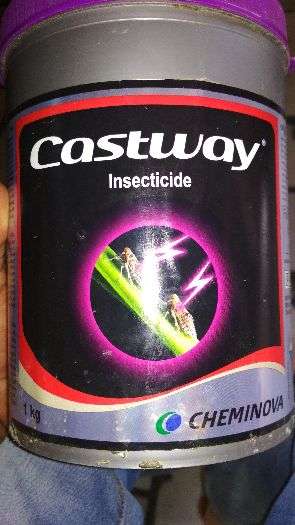 Castway®
Insecticide
1 kg
CHEMINOVA